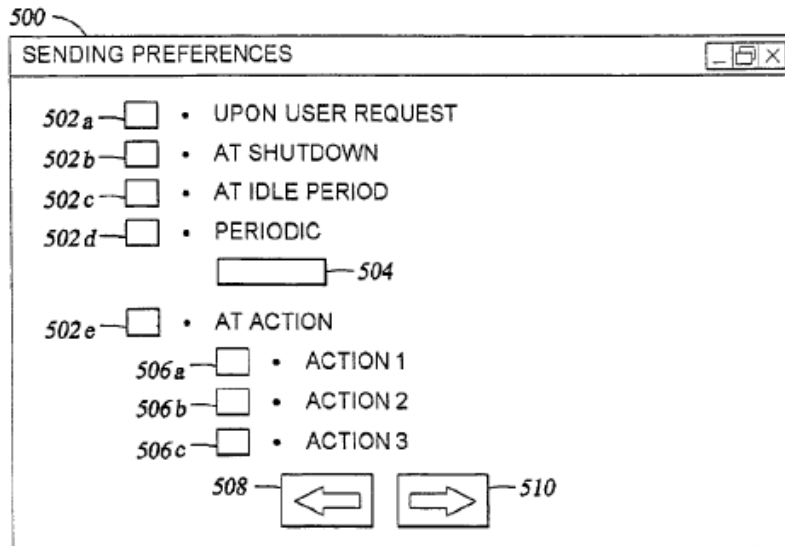 500
SENDING PREFERENCES
502a • UPON USER REQUEST
502b • AT SHUTDOWN
502c • AT IDLE PERIOD
502d • PERIODIC
504
502e • AT ACTION
506a • ACTION 1
506b • ACTION 2
506c • ACTION 3
508 510